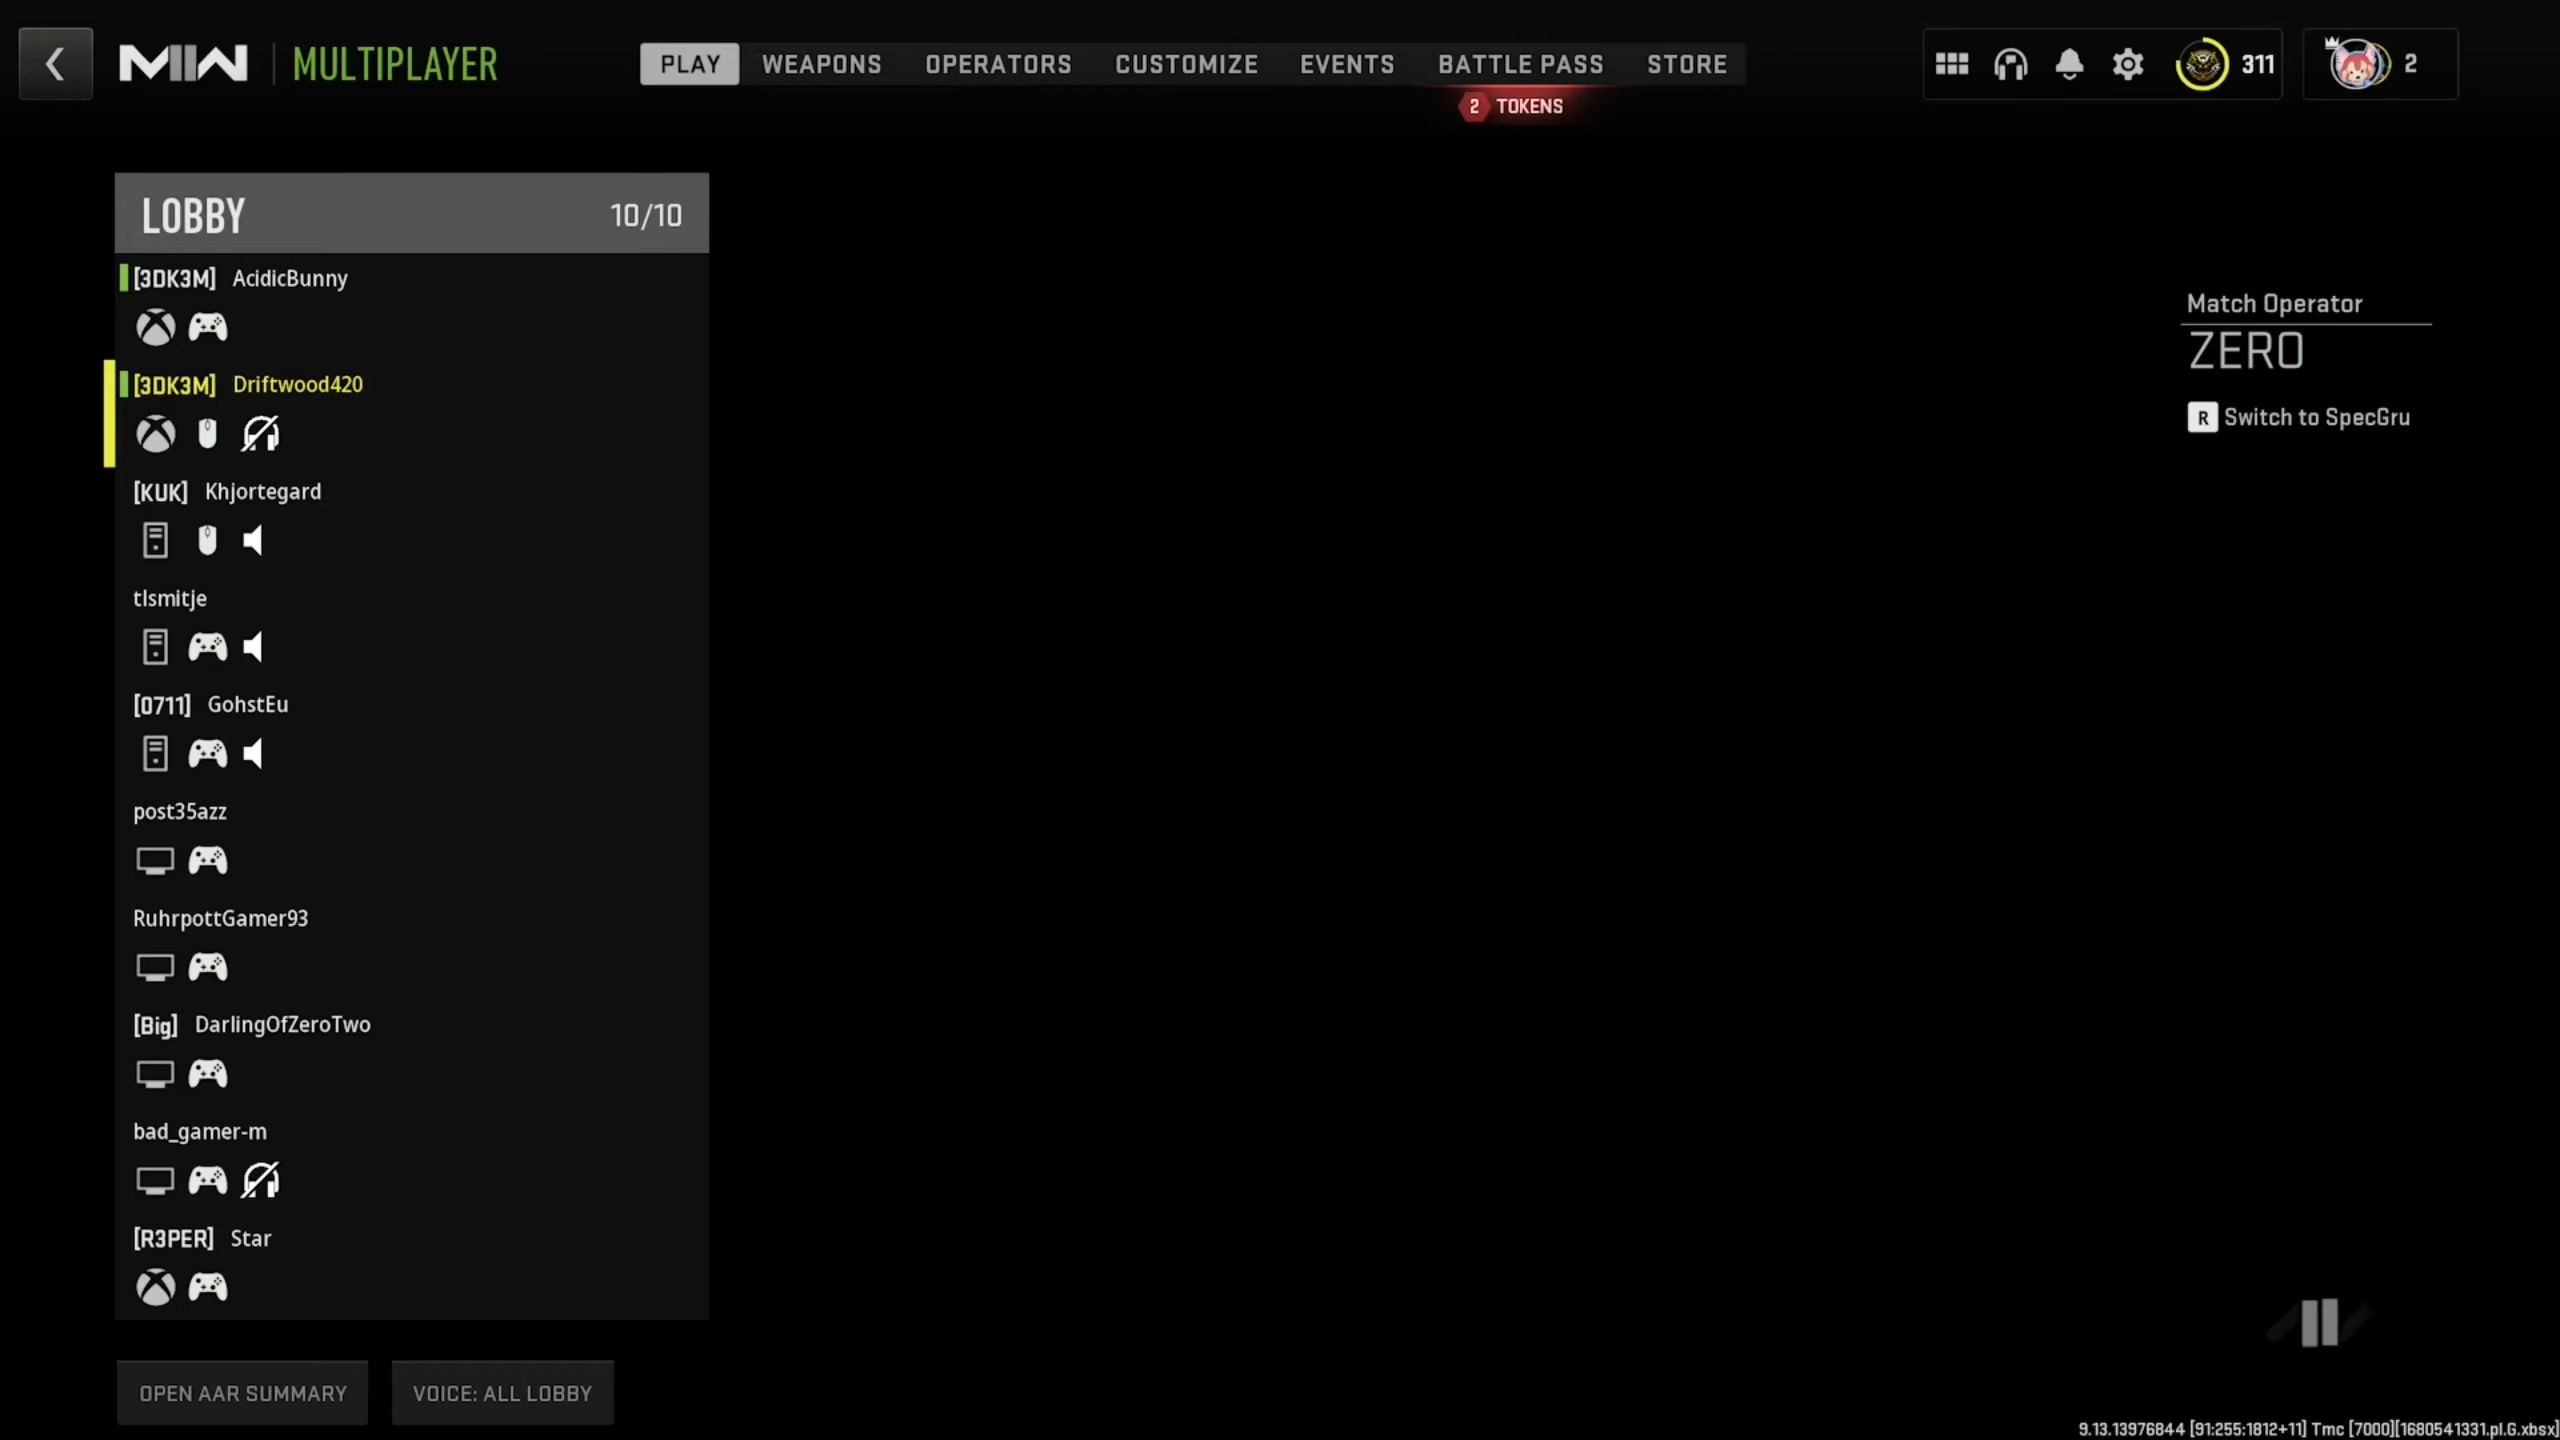 MWII MULTIPLAYER
PLAY WEAPONS OPERATORS CUSTOMIZE EVENTS BATTLE PASS STORE
311
2
2 TOKENS
LOBBY 10/10
[3DK3M] AcidicBunny
[3DK3M] Driftwood420
[KUK] Khjortegard
tlsmitje
[0711] GohstEu
post35azz
RuhrpottGamer93
[Big] DarlingOfZeroTwo
bad_gamer-m
[R3PER] Star
OPEN AAR SUMMARY
VOICE: ALL LOBBY
Match Operator
ZERO
R Switch to SpecGru
9.13.13976844 [91:255:1812+11] Tmc [7000][1680541331.pl.G.xbsx]